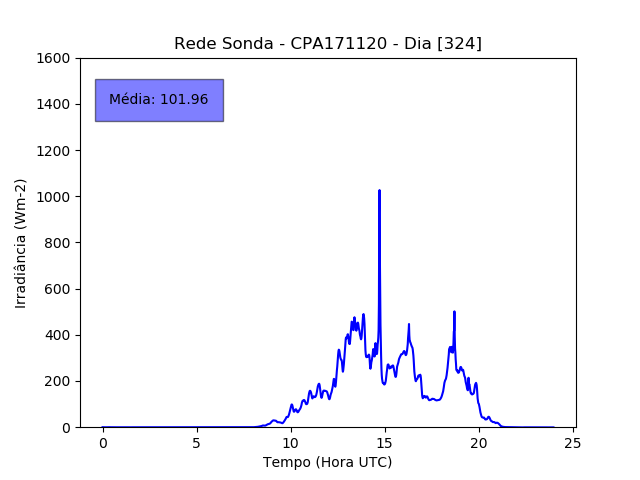 Rede Sonda - CPA171120 - Dia [324]
1600
1400
1200
1000
800
600
400
200
0
Média: 101.96
Irradiância (Wm-2)
0 5 10 15 20 25
Tempo (Hora UTC)